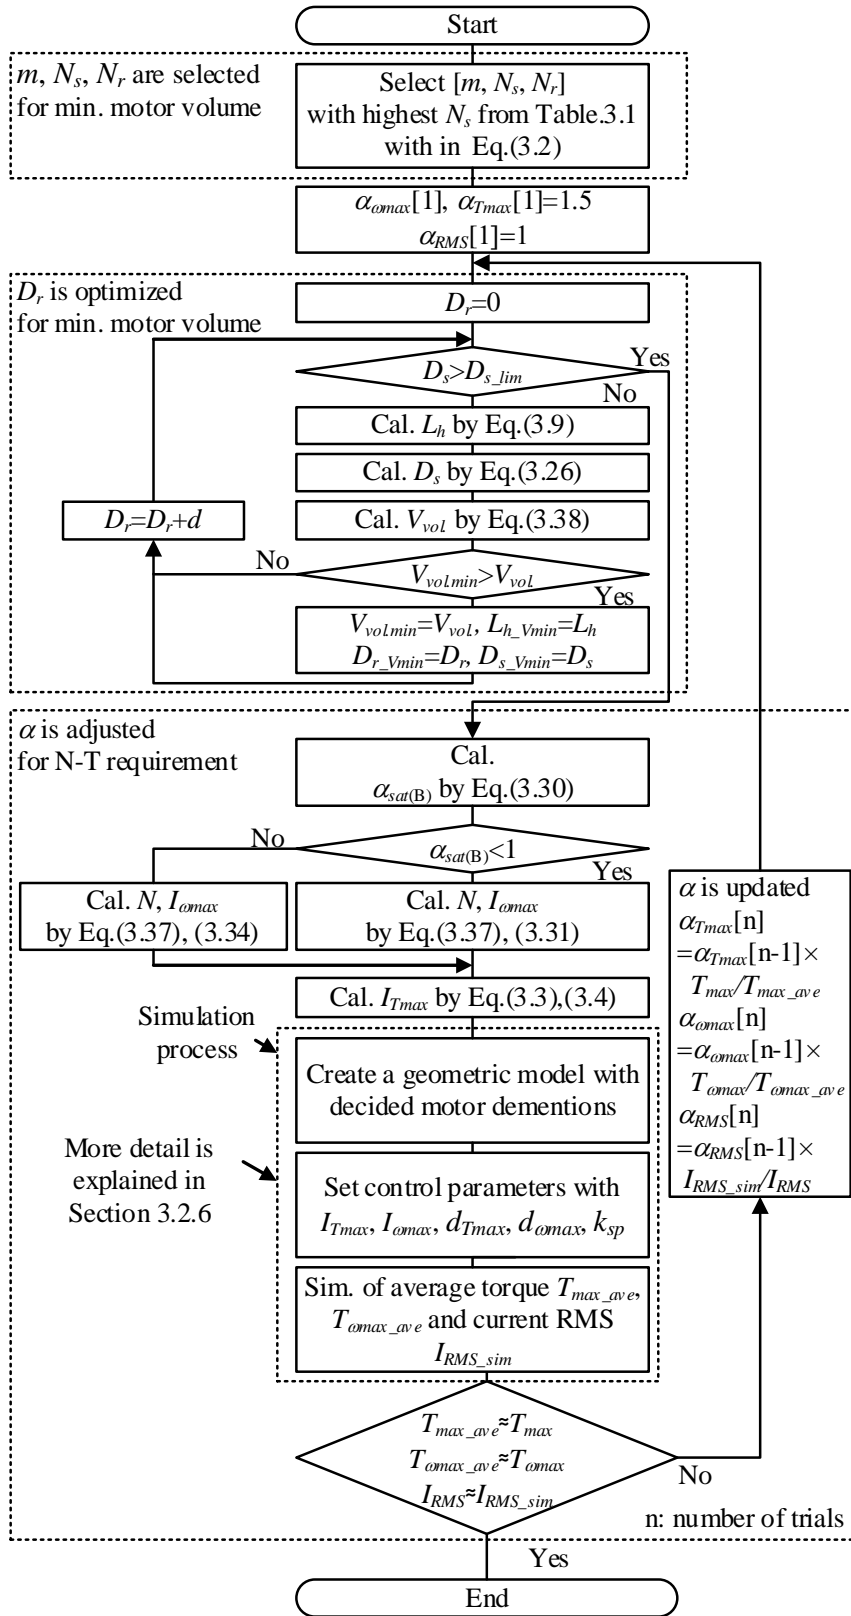 Start
m, Ns, Nr are selected
for min. motor volume
Select [m, Ns, Nr]
with highest Ns from Table.3.1
with in Eq.(3.2)
αωmax[1], αTmax[1]=1.5
αRMS[1]=1
Dr is optimized
for min. motor volume
Dr=0
Ds>Ds_lim
Yes
No
Cal. Lh by Eq.(3.9)
Cal. Ds by Eq.(3.26)
Cal. Vvol. by Eq.(3.38)
Dr=Dr+d
Vvol.min>Vvol.
No
Yes
Vvol.min=Vvol., Lh_Vmin=Lh
Dr_Vmin=Dr, Ds_Vmin=Ds
α is adjusted
for N-T requirement
Cal.
αsat(B) by Eq.(3.30)
αsat(B)<1
No
Yes
Cal. N, Iωmax
by Eq.(3.37), (3.34)
Cal. N, Iωmax
by Eq.(3.37), (3.31)
Cal. ITmax by Eq.(3.3),(3.4)
Simulation
process
Create a geometric model with
decided motor dementions
More detail is
explained in
Section 3.2.6
Set control parameters with
ITmax, Iωmax, dTmax, dωmax, ksp
Sim. of average torque Tmax_ave,
Tωmax_ave and current RMS
IRMS_sim
Tmax_ave≈Tmax
Tωmax_ave≈Tωmax
IRMS≈IRMS_sim
No
Yes
α is updated
αTmax[n]
=αTmax[n-1]×
Tmax/Tmax_ave
αωmax[n]
=αωmax[n-1]×
Tωmax/Tωmax_ave
αRMS[n]
=αRMS[n-1]×
IRMS_sim/IRMS
n: number of trials
End